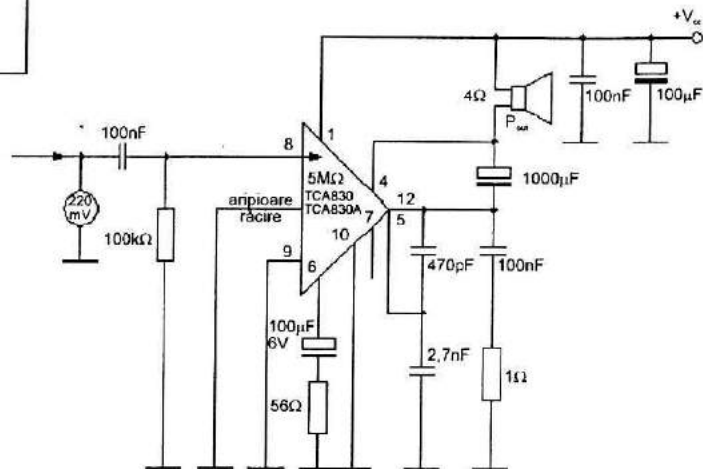 +Vcc
100nF
100µF
4Ω
Pout
1000µF
100nF
8
1
4
5MΩ
TCA830
TCA830A
aripioare
răcire
220
mV
100kΩ
12
5
7
10
9
6
470pF
100nF
100µF
6V
2,7nF
1Ω
56Ω